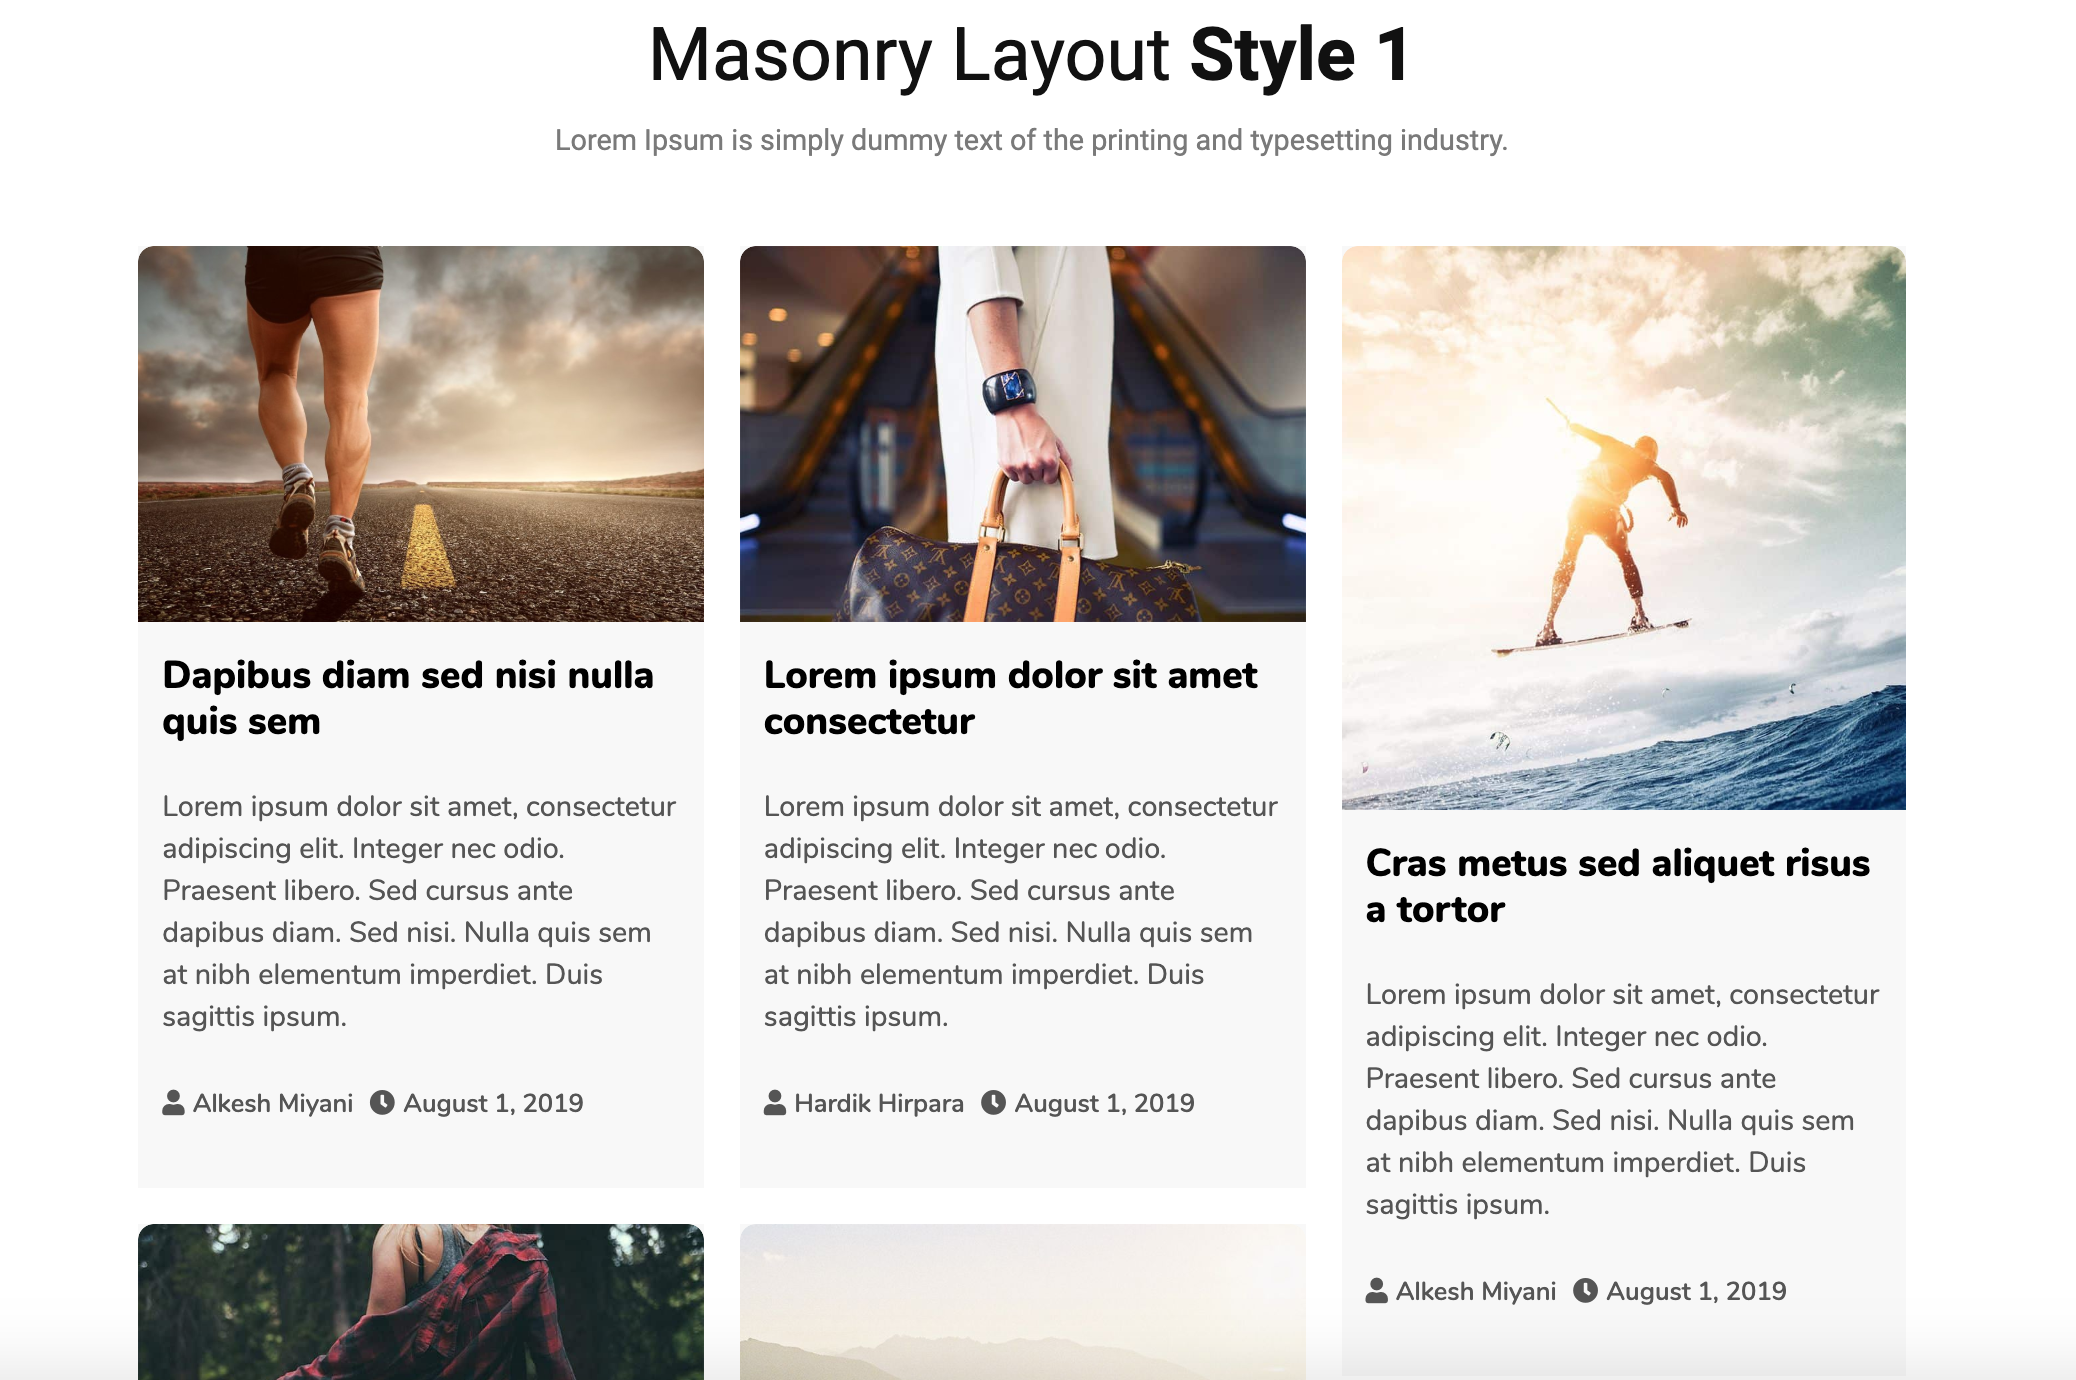 Masonry Layout Style 1
Lorem Ipsum is simply dummy text of the printing and typesetting industry.
Dapibus diam sed nisi nulla
quis sem
Lorem ipsum dolor sit amet, consectetur
adipiscing elit. Integer nec odio.
Praesent libero. Sed cursus ante
dapibus diam. Sed nisi. Nulla quis sem
at nibh elementum imperdiet. Duis
sagittis ipsum.
Alkesh Miyani August 1, 2019
Lorem ipsum dolor sit amet
consectetur
Lorem ipsum dolor sit amet, consectetur
adipiscing elit. Integer nec odio.
Praesent libero. Sed cursus ante
dapibus diam. Sed nisi. Nulla quis sem
at nibh elementum imperdiet. Duis
sagittis ipsum.
Hardik Hirpara August 1, 2019
Cras metus sed aliquet risus
a tortor
Lorem ipsum dolor sit amet, consectetur
adipiscing elit. Integer nec odio.
Praesent libero. Sed cursus ante
dapibus diam. Sed nisi. Nulla quis sem
at nibh elementum imperdiet. Duis
sagittis ipsum.
Alkesh Miyani August 1, 2019